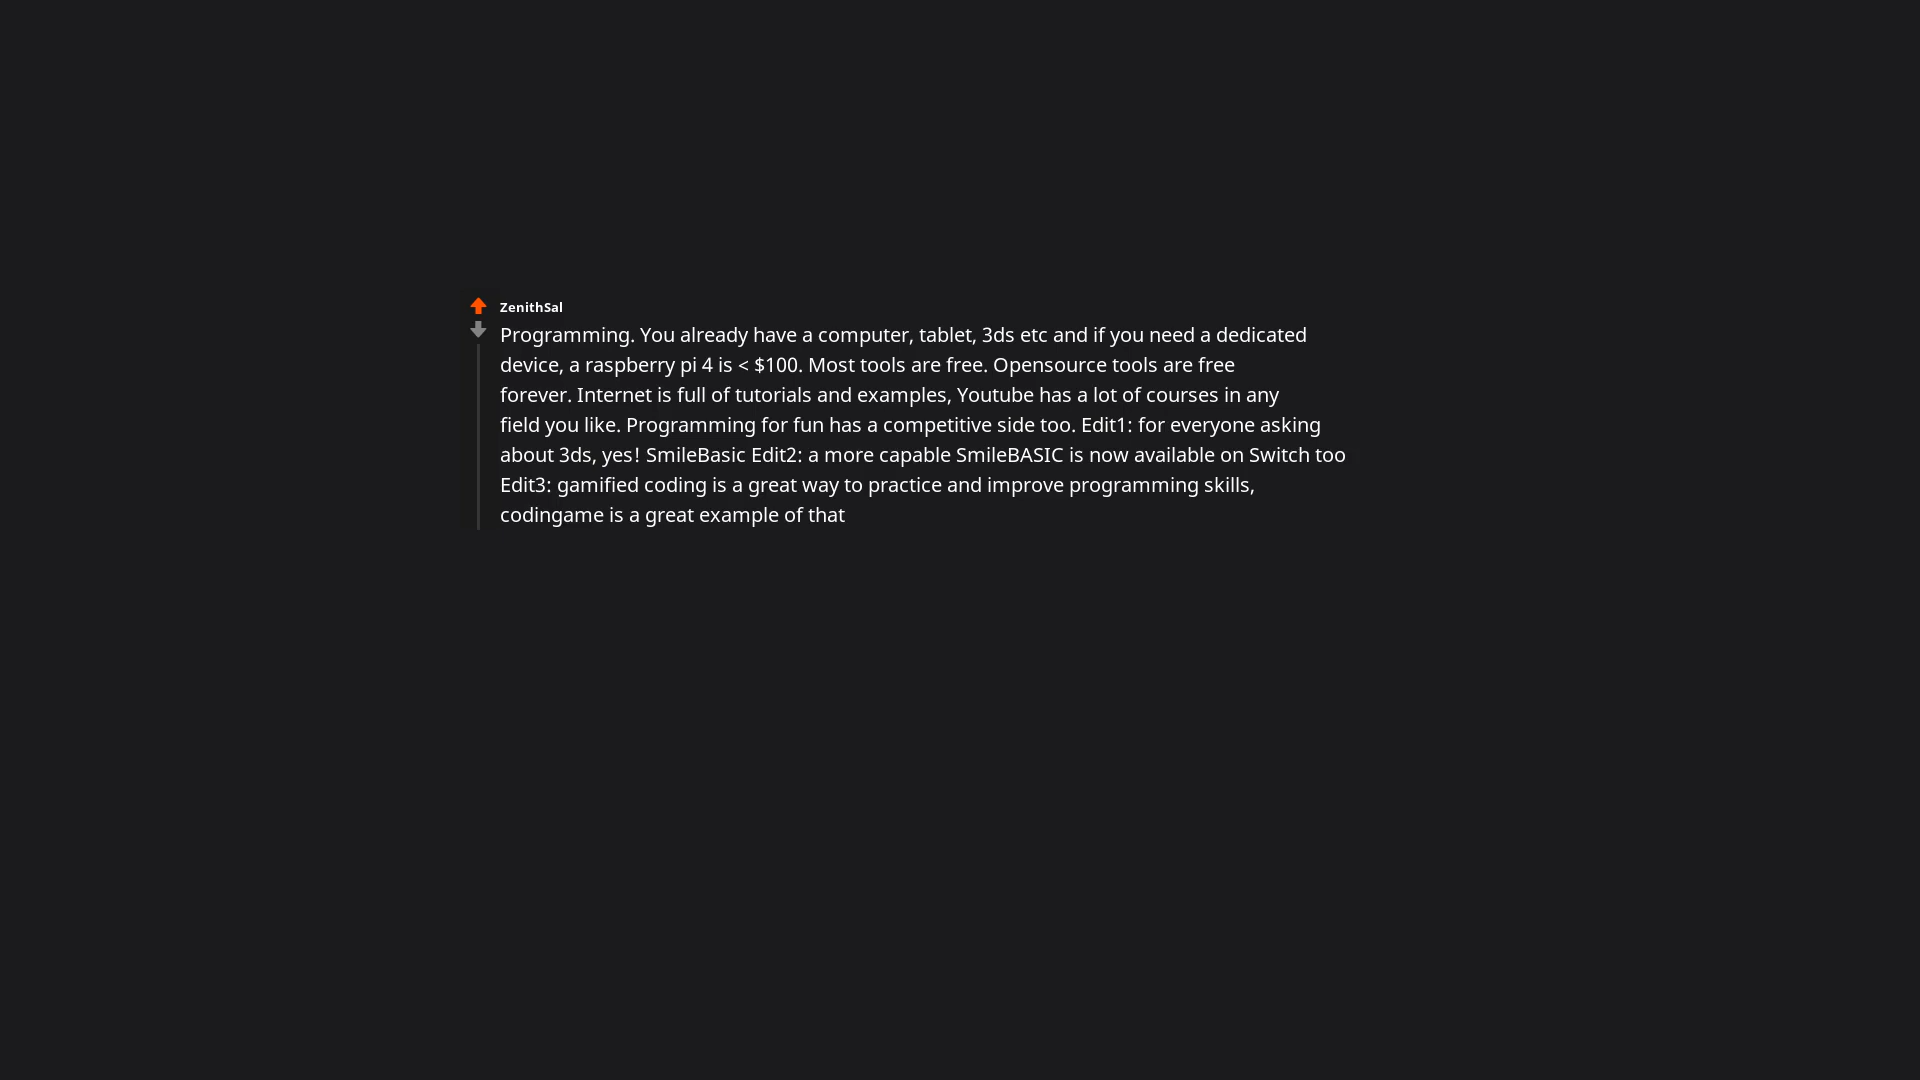 ZenithSal
Programming. You already have a computer, tablet, 3ds etc and if you need a dedicated
device, a raspberry pi 4 is < $100. Most tools are free. Opensource tools are free
forever. Internet is full of tutorials and examples, Youtube has a lot of courses in any
field you like. Programming for fun has a competitive side too. Edit1: for everyone asking
about 3ds, yes! SmileBasic Edit2: a more capable SmileBASIC is now available on Switch too
Edit3: gamified coding is a great way to practice and improve programming skills,
codingame is a great example of that